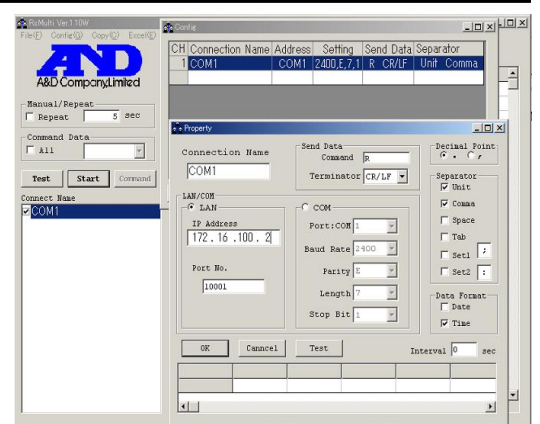 RsMulti Ver.1.10W
File(F) Config(Q) Copy(Q) Excel(E)
A&D
A&D Company,Limited
Manual/Repeat
Repeat 5 sec
Command Data
All
Test Start Command
Connect Name
COM1
Config
CH Connection Name Address Setting Send Data Separator
1 COM1 COM1 2400,E,7,1 R CR/LF Unit Comma
Property
Connection Name
COM1
Send Data
Command R
Terminator CR/LF
Decimal Point
. ,
Separator
Unit
Comma
Space
Tab
Set1 ;
Set2 :
LAN/COM
LAN
IP Address
172 . 16 .100 . 2
Port No.
10001
COM
Port:COM 1
Baud Rate 2400
Parity E
Length 7
Stop Bit 1
Data Format
Date
Time
OK Canncel Test
Interval 0 sec